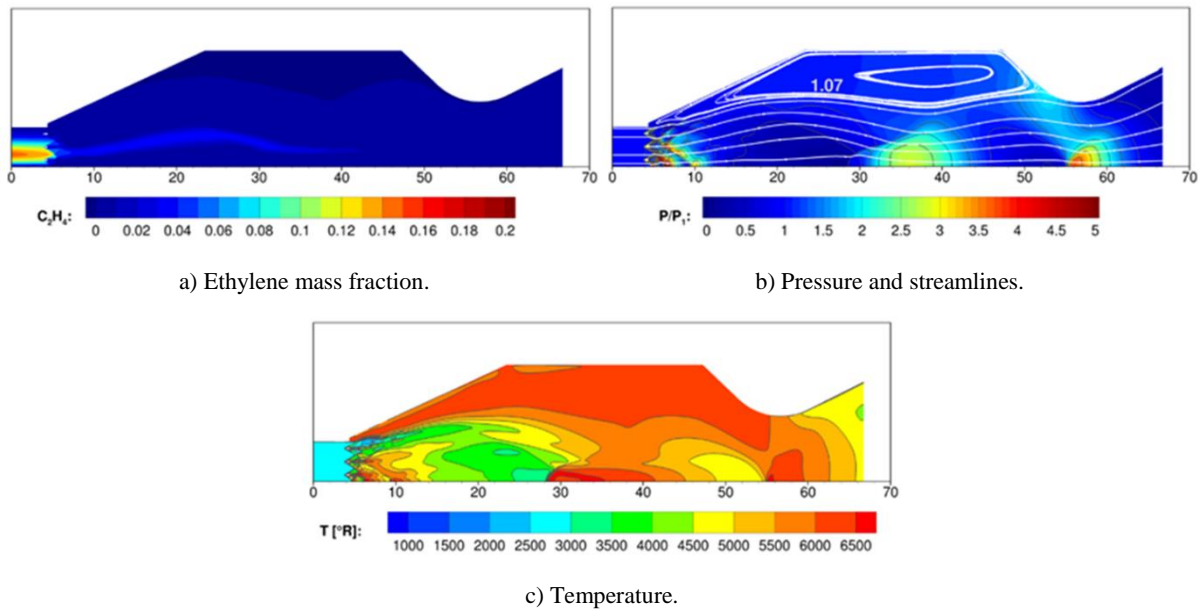 0 10 20 30 40 50 60 70
C₂H₄: 0 0.02 0.04 0.06 0.08 0.1 0.12 0.14 0.16 0.18 0.2
a) Ethylene mass fraction.
1.07
0 10 20 30 40 50 60 70
P/P₁: 0 0.5 1 1.5 2 2.5 3 3.5 4 4.5 5
b) Pressure and streamlines.
0 10 20 30 40 50 60 70
T [°R]: 1000 1500 2000 2500 3000 3500 4000 4500 5000 5500 6000 6500
c) Temperature.